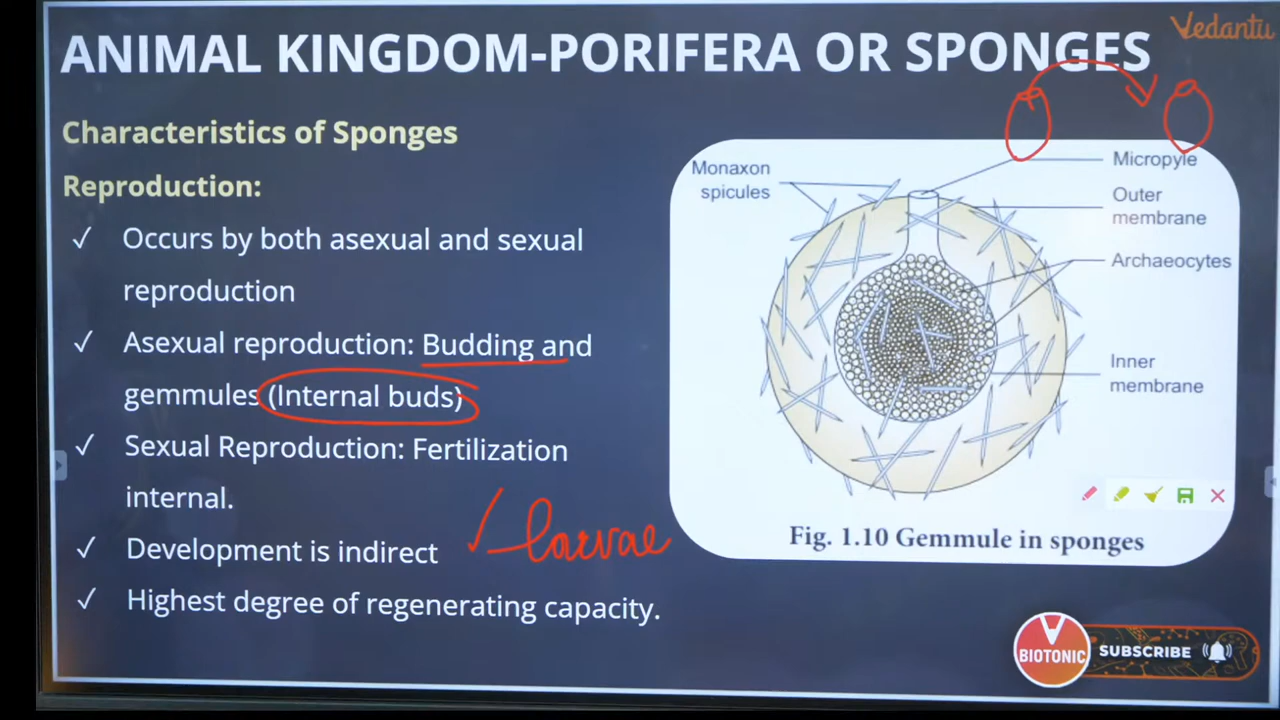 Vedantu
ANIMAL KINGDOM-PORIFERA OR SPONGES
Characteristics of Sponges
Reproduction:
✓ Occurs by both asexual and sexual
reproduction
✓ Asexual reproduction: Budding and
gemmules (Internal buds)
✓ Sexual Reproduction: Fertilization
internal.
✓ Development is indirect
larvae
✓ Highest degree of regenerating capacity.
Monaxon
spicules
Micropyle
Outer
membrane
Archaeocytes
Inner
membrane
Fig. 1.10 Gemmule in sponges
BIOTONIC
SUBSCRIBE